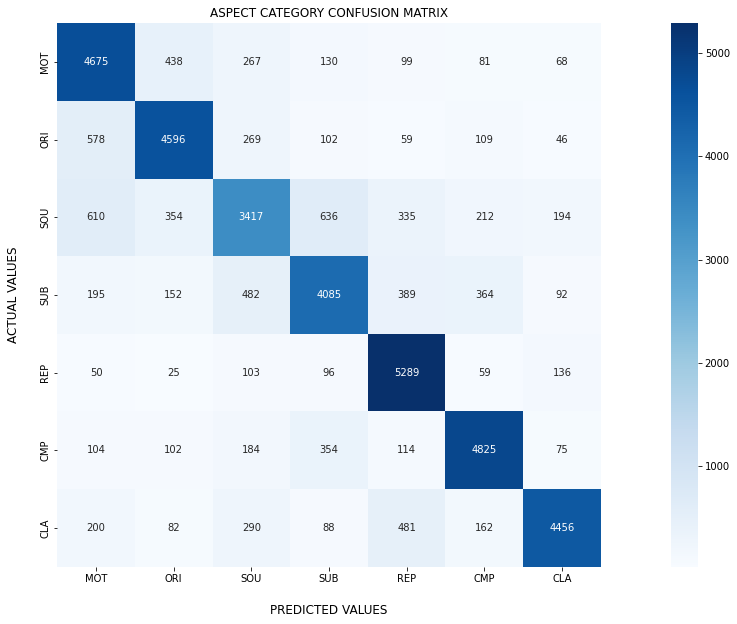 ASPECT CATEGORY CONFUSION MATRIX
MOT 4675 438 267 130 99 81 68
ORI 578 4596 269 102 59 109 46
SOU 610 354 3417 636 335 212 194
SUB 195 152 482 4085 389 364 92
REP 50 25 103 96 5289 59 136
CMP 104 102 184 354 114 4825 75
CLA 200 82 290 88 481 162 4456
MOT ORI SOU SUB REP CMP CLA
PREDICTED VALUES
ACTUAL VALUES
5000
4000
3000
2000
1000